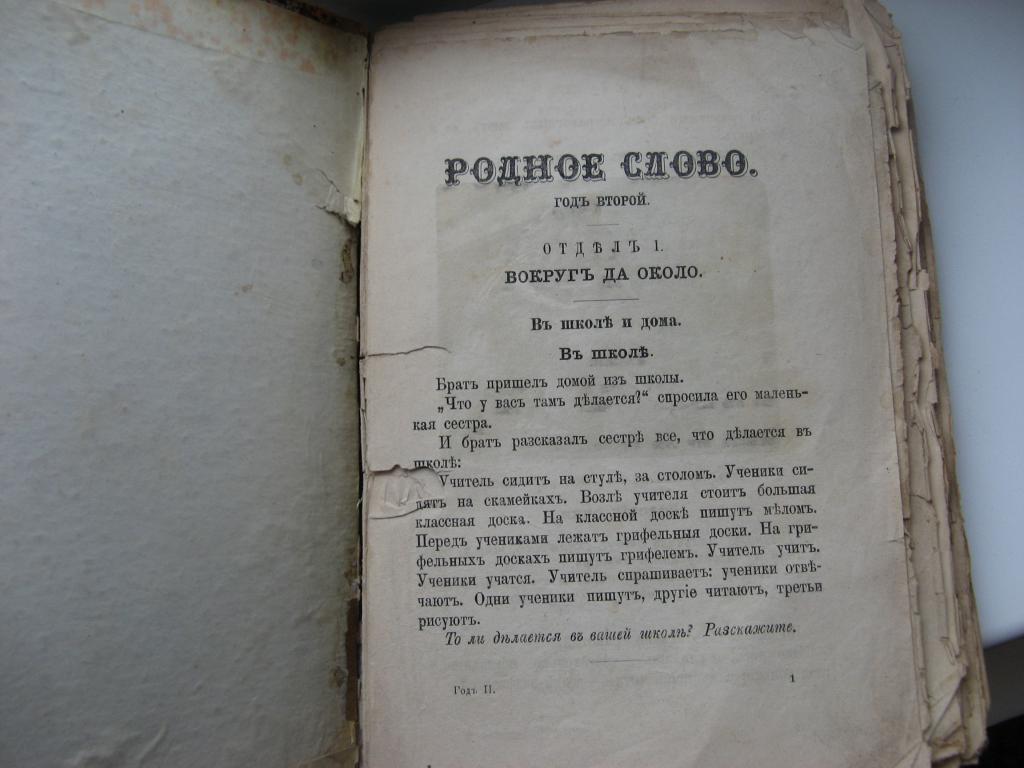 РОДНОЕ СЛОВО.
ГОДЪ ВТОРОЙ.
ОТДѢЛЪ 1.
ВОКРУГЪ ДА ОКОЛО.
Въ школѣ и дома.
Въ школѣ.
Братъ пришелъ домой изъ школы.
„Что у васъ тамъ дѣлается?“ спросила его малень-
кая сестра.
И братъ разсказалъ сестрѣ все, что дѣлается въ
школѣ:
Учитель сидитъ на стулѣ, за столомъ. Ученики си-
дятъ на скамейкахъ. Возлѣ учителя стоитъ большая
классная доска. На классной доскѣ пишутъ мѣломъ.
Передъ учениками лежатъ грифельныя доски. На гри-
фельныхъ доскахъ пишутъ грифелемъ. Учитель учитъ.
Ученики учатся. Учитель спрашиваетъ: ученики отвѣ-
чаютъ. Одни ученики пишутъ, другіе читаютъ, третьи
рисуютъ.
То ли дѣлается въ вашей школѣ? Разскажите.
Годъ II.
1